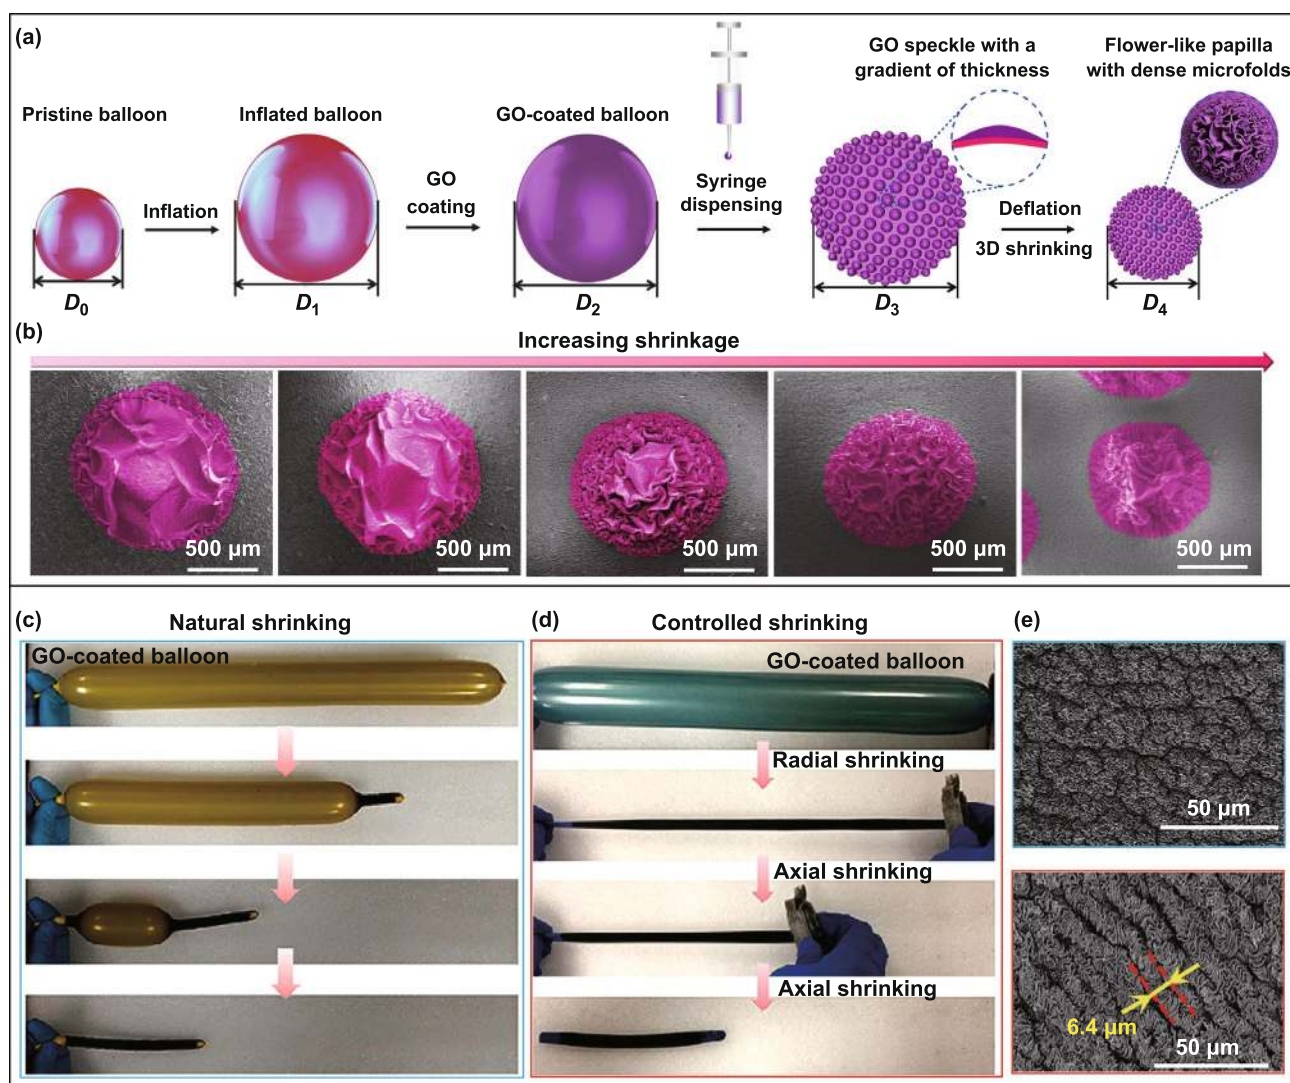 (a)
Pristine balloon
Inflated balloon
GO-coated balloon
GO speckle with a
gradient of thickness
Flower-like papilla
with dense microfolds
Inflation
GO
coating
Syringe
dispensing
Deflation
3D shrinking
D0
D1
D2
D3
D4
(b)
Increasing shrinkage
500 µm
500 µm
500 µm
500 µm
500 µm
(c)
Natural shrinking
GO-coated balloon
(d)
Controlled shrinking
GO-coated balloon
Radial shrinking
Axial shrinking
Axial shrinking
(e)
50 µm
6.4 µm
50 µm